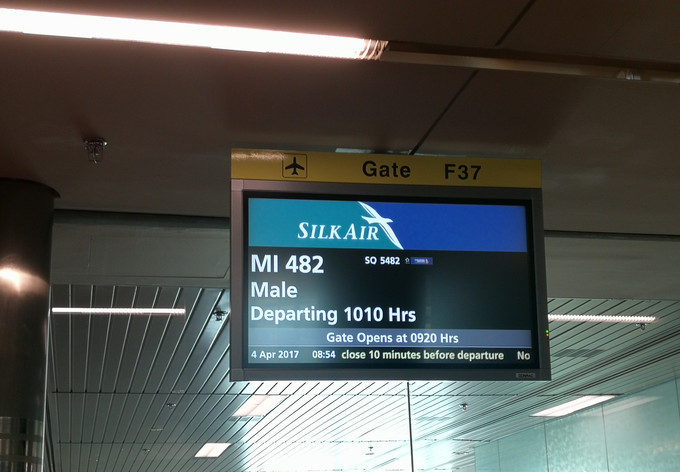 Gate F37
SILKAIR
MI 482 SQ 5482
Male
Departing 1010 Hrs
Gate Opens at 0920 Hrs
4 Apr 2017 08:54 close 10 minutes before departure No